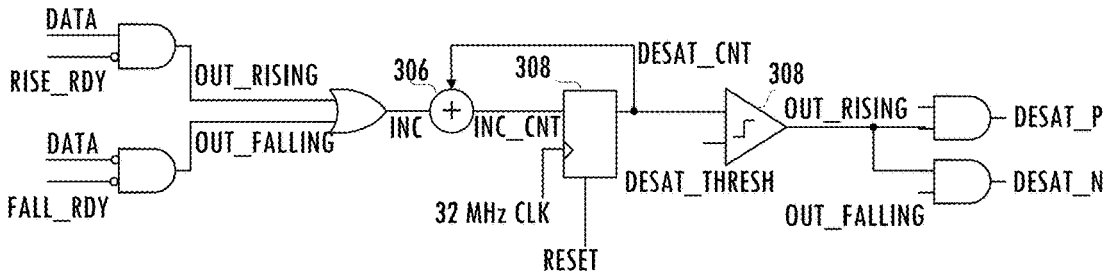 DATA
RISE_RDY
OUT_RISING
DATA
FALL_RDY
OUT_FALLING
INC
306
INC_CNT
308
32 MHz CLK
RESET
DESAT_CNT
308
DESAT_THRESH
OUT_RISING
DESAT_P
OUT_FALLING
DESAT_N